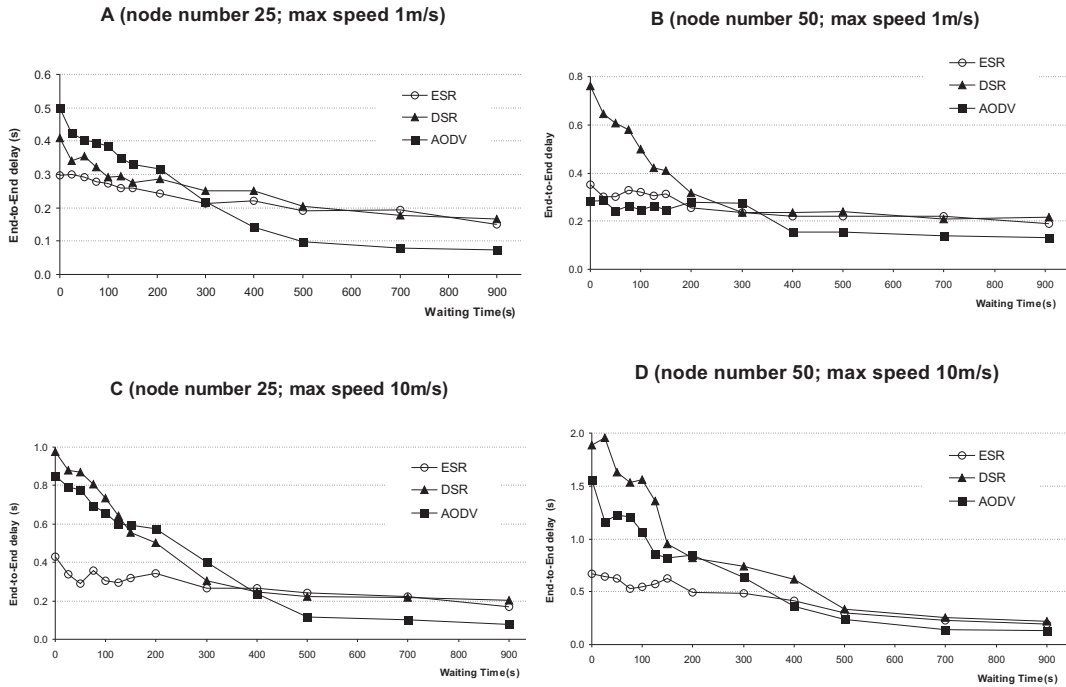 A (node number 25; max speed 1m/s)
End-to-End delay (s)
0.6
0.5
0.4
0.3
0.2
0.1
0.0
ESR
DSR
AODV
0 100 200 300 400 500 600 700 800 900
Waiting Time(s)
B (node number 50; max speed 1m/s)
End-to-End delay
0.8
0.6
0.4
0.2
0.0
ESR
DSR
AODV
0 100 200 300 400 500 600 700 800 900
Waiting Time(s)
C (node number 25; max speed 10m/s)
End-to-End delay (s)
1.0
0.8
0.6
0.4
0.2
0.0
ESR
DSR
AODV
0 100 200 300 400 500 600 700 800 900
Waiting Time(s)
D (node number 50; max speed 10m/s)
End-to-End delay (s)
2.0
1.5
1.0
0.5
0.0
ESR
DSR
AODV
0 100 200 300 400 500 600 700 800 900
Waiting Time(s)